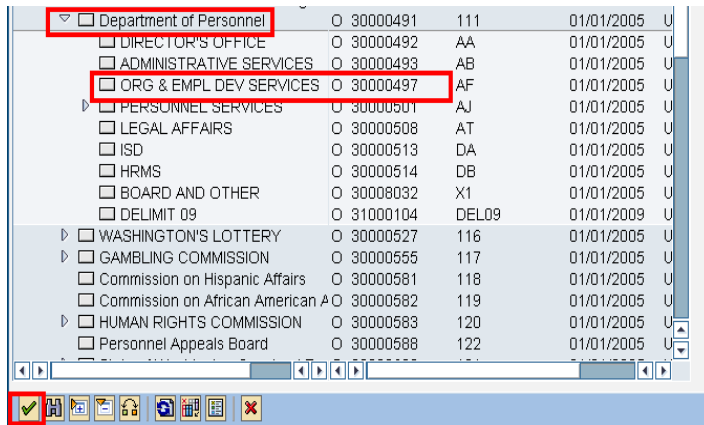 Department of Personnel O 30000491 111 01/01/2005 U
DIRECTOR'S OFFICE O 30000492 AA 01/01/2005 U
ADMINISTRATIVE SERVICES O 30000493 AB 01/01/2005 U
ORG & EMPL DEV SERVICES O 30000497 AF 01/01/2005 U
PERSONNEL SERVICES O 30000501 AJ 01/01/2005 U
LEGAL AFFAIRS O 30000508 AT 01/01/2005 U
ISD O 30000513 DA 01/01/2005 U
HRMS O 30000514 DB 01/01/2005 U
BOARD AND OTHER O 30008032 X1 01/01/2005 U
DELIMIT 09 O 31000104 DEL09 01/01/2009 U
WASHINGTON'S LOTTERY O 30000527 116 01/01/2005 U
GAMBLING COMMISSION O 30000555 117 01/01/2005 U
Commission on Hispanic Affairs O 30000581 118 01/01/2005 U
Commission on African American A O 30000582 119 01/01/2005 U
HUMAN RIGHTS COMMISSION O 30000583 120 01/01/2005 U
Personnel Appeals Board O 30000588 122 01/01/2005 U